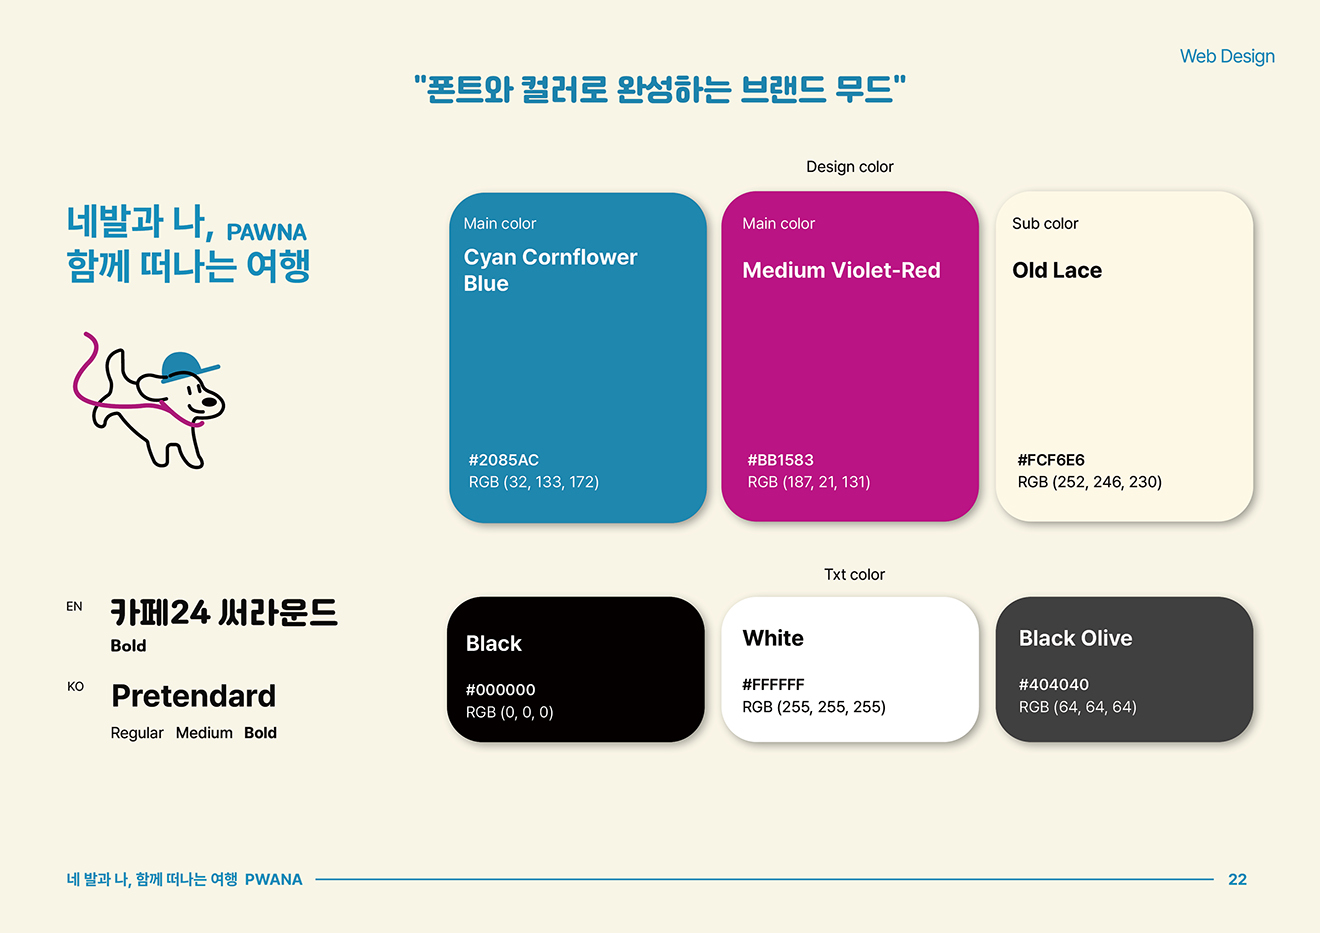 Web Design
"폰트와 컬러로 완성하는 브랜드 무드"
네발과 나, PAWNA
함께 떠나는 여행
Design color
Main color
Cyan Cornflower
Blue
#2085AC
RGB (32, 133, 172)
Main color
Medium Violet-Red
#BB1583
RGB (187, 21, 131)
Sub color
Old Lace
#FCF6E6
RGB (252, 246, 230)
EN 카페24 써라운드
Bold
KO Pretendard
Regular Medium Bold
Txt color
Black
#000000
RGB (0, 0, 0)
White
#FFFFFF
RGB (255, 255, 255)
Black Olive
#404040
RGB (64, 64, 64)
네 발과 나, 함께 떠나는 여행 PWANA
22